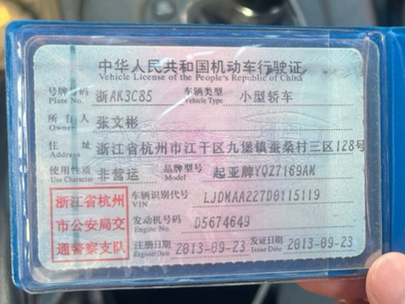 中华人民共和国机动车行驶证
Vehicle License of the People's Republic of China
号牌号码 浙AK3C85 车辆类型 小型轿车
Plate No. Vehicle Type
所有人 张文彬
Owner
住址 浙江省杭州市江干区九堡镇蚕桑村三区128号
Address
使用性质 非营运 品牌型号 起亚牌YQZ7169AM
Use Character Model
浙江省杭州
市公安局交
通警察支队
车辆识别代号 LJDMAA227D0115119
VIN
发动机号码 D5674649
Engine No.
注册日期 2013-09-23 发证日期 2013-09-23
Register Date Issue Date